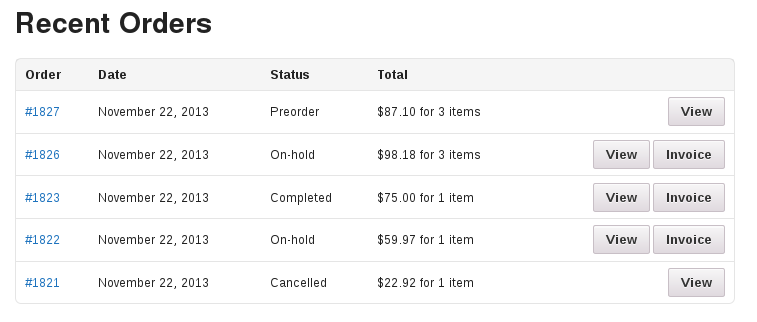 Recent Orders
Order Date Status Total
#1827 November 22, 2013 Preorder $87.10 for 3 items View
#1826 November 22, 2013 On-hold $98.18 for 3 items View Invoice
#1823 November 22, 2013 Completed $75.00 for 1 item View Invoice
#1822 November 22, 2013 On-hold $59.97 for 1 item View Invoice
#1821 November 22, 2013 Cancelled $22.92 for 1 item View